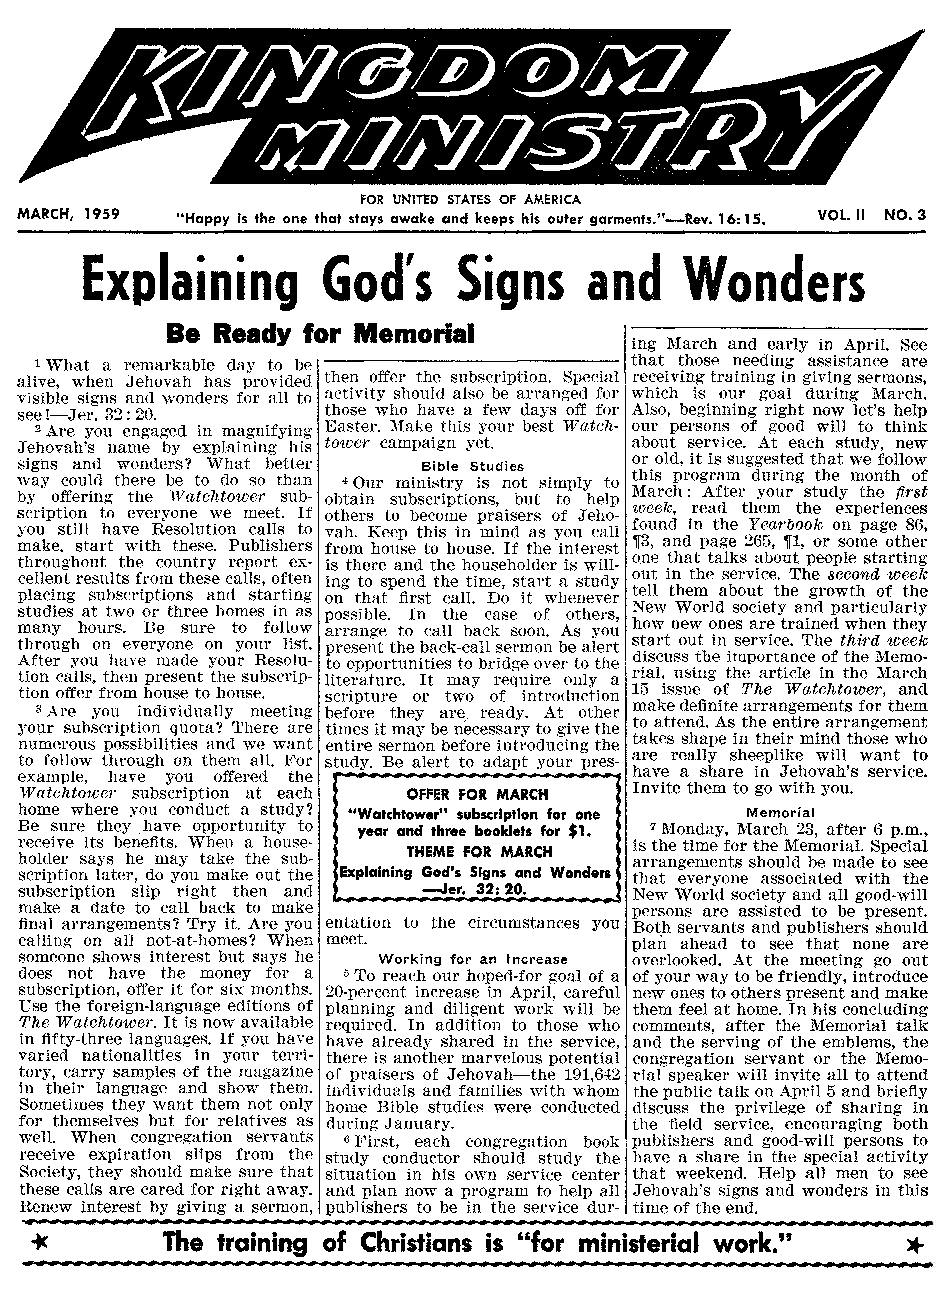 KINGDOM
MINISTRY
FOR UNITED STATES OF AMERICA
MARCH, 1959
"Happy is the one that stays awake and keeps his outer garments."—Rev. 16:15.
VOL. II NO. 3
Explaining God's Signs and Wonders
Be Ready for Memorial
1 What a remarkable day to be
alive, when Jehovah has provided
visible signs and wonders for all to
see!—Jer. 32:20.
2 Are you engaged in magnifying
Jehovah's name by explaining his
signs and wonders? What better
way could there be to do so than
by offering the Watchtower sub-
scription to everyone we meet. If
you still have Resolution calls to
make, start with these. Publishers
throughout the country report ex-
cellent results from these calls, often
placing subscriptions and starting
studies at two or three homes in as
many hours. Be sure to follow
through on everyone on your list.
After you have made your Resolu-
tion calls, then present the subscrip-
tion offer from house to house.
3 Are you individually meeting
your subscription quota? There are
numerous possibilities and we want
to follow through on them all. For
example, have you offered the
Watchtower subscription at each
home where you conduct a study?
Be sure they have opportunity to
receive its benefits. When a house-
holder says he may take the sub-
scription later, do you make out the
subscription slip right then and
make a date to call back to make
final arrangements? Try it. Are you
calling on all not-at-homes? When
someone shows interest but says he
does not have the money for a
subscription, offer it for six months.
Use the foreign-language editions of
The Watchtower. It is now available
in fifty-three languages. If you have
varied nationalities in your terri-
tory, carry samples of the magazine
in their language and show them.
Sometimes they want them not only
for themselves but for relatives as
well. When congregation servants
receive expiration slips from the
Society, they should make sure that
these calls are cared for right away.
Renew interest by giving a sermon,
then offer the subscription. Special
activity should also be arranged for
those who have a few days off for
Easter. Make this your best Watch-
tower campaign yet.
Bible Studies
4 Our ministry is not simply to
obtain subscriptions, but to help
others to become praisers of Jeho-
vah. Keep this in mind as you call
from house to house. If the interest
is there and the householder is will-
ing to spend the time, start a study
on that first call. Do it whenever
possible. In the case of others,
arrange to call back soon. As you
present the back-call sermon be alert
to opportunities to bridge over to the
literature. It may require only a
scripture or two of introduction
before they are ready. At other
times it may be necessary to give the
entire sermon before introducing the
study. Be alert to adapt your pres-
OFFER FOR MARCH
"Watchtower" subscription for one
year and three booklets for $1.
THEME FOR MARCH
Explaining God's Signs and Wonders
—Jer. 32:20.
entation to the circumstances you
meet.
Working for an Increase
5 To reach our hoped-for goal of a
20-percent increase in April, careful
planning and diligent work will be
required. In addition to those who
have already shared in the service,
there is another marvelous potential
of praisers of Jehovah—the 191,642
individuals and families with whom
home Bible studies were conducted
during January.
6 First, each congregation book
study conductor should study the
situation in his own service center
and plan now a program to help all
publishers to be in the service dur-
ing March and early in April. See
that those needing assistance are
receiving training in giving sermons,
which is our goal during March.
Also, beginning right now let's help
our persons of good will to think
about service. At each study, new
or old, it is suggested that we follow
this program during the month of
March: After your study the first
week, read them the experiences
found in the Yearbook on page 86,
¶3, and page 265, ¶1, or some other
one that talks about people starting
out in the service. The second week
tell them about the growth of the
New World society and particularly
how new ones are trained when they
start out in service. The third week
discuss the importance of the Memo-
rial, using the article in the March
15 issue of The Watchtower, and
make definite arrangements for them
to attend. As the entire arrangement
takes shape in their mind those who
are really sheeplike will want to
have a share in Jehovah's service.
Invite them to go with you.
Memorial
7 Monday, March 23, after 6 p.m.,
is the time for the Memorial. Special
arrangements should be made to see
that everyone associated with the
New World society and all good-will
persons are assisted to be present.
Both servants and publishers should
plan ahead to see that none are
overlooked. At the meeting go out
of your way to be friendly, introduce
new ones to others present and make
them feel at home. In his concluding
comments, after the Memorial talk
and the serving of the emblems, the
congregation servant or the Memo-
rial speaker will invite all to attend
the public talk on April 5 and briefly
discuss the privilege of sharing in
the field service, encouraging both
publishers and good-will persons to
have a share in the special activity
that weekend. Help all men to see
Jehovah's signs and wonders in this
time of the end.
★ The training of Christians is "for ministerial work." ★